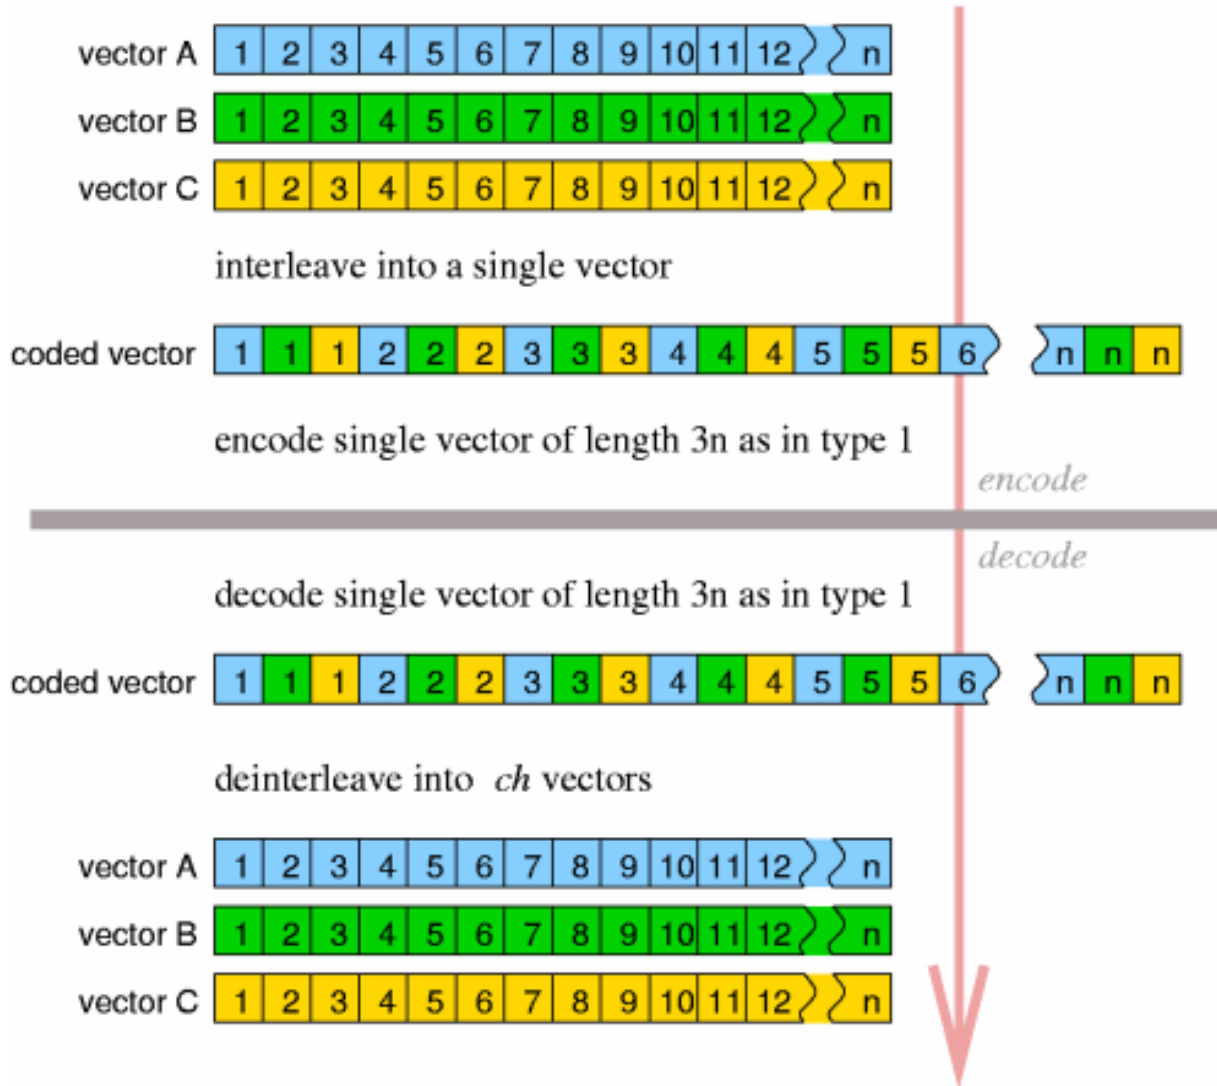 vector A 1 2 3 4 5 6 7 8 9 10 11 12 n
vector B 1 2 3 4 5 6 7 8 9 10 11 12 n
vector C 1 2 3 4 5 6 7 8 9 10 11 12 n
interleave into a single vector
coded vector 1 1 1 2 2 2 3 3 3 4 4 4 5 5 5 6 n n n
encode single vector of length 3n as in type 1
encode
decode
decode single vector of length 3n as in type 1
coded vector 1 1 1 2 2 2 3 3 3 4 4 4 5 5 5 6 n n n
deinterleave into ch vectors
vector A 1 2 3 4 5 6 7 8 9 10 11 12 n
vector B 1 2 3 4 5 6 7 8 9 10 11 12 n
vector C 1 2 3 4 5 6 7 8 9 10 11 12 n